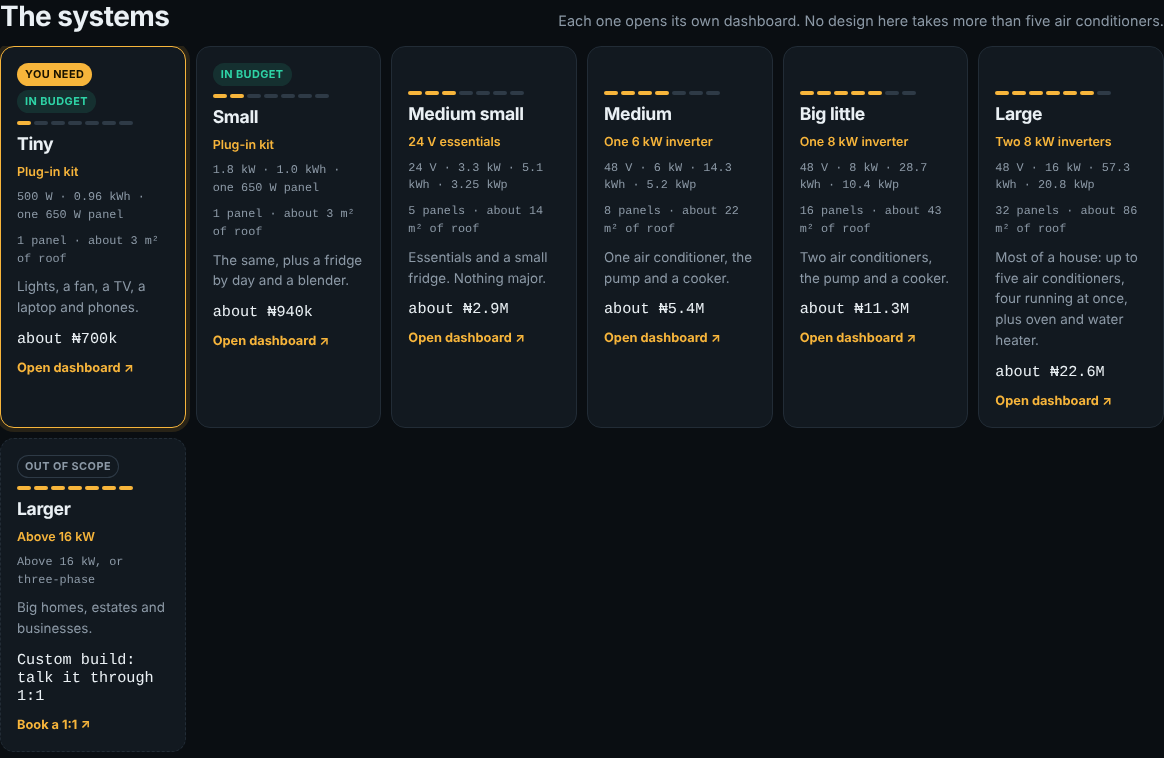 The systems
Each one opens its own dashboard. No design here takes more than five air conditioners.
YOU NEED
IN BUDGET
Tiny
Plug-in kit
500 W · 0.96 kWh ·
one 650 W panel
1 panel · about 3 m²
of roof
Lights, a fan, a TV, a
laptop and phones.
about ₦700k
Open dashboard ↗
IN BUDGET
Small
Plug-in kit
1.8 kW · 1.0 kWh ·
one 650 W panel
1 panel · about 3 m²
of roof
The same, plus a fridge
by day and a blender.
about ₦940k
Open dashboard ↗
Medium small
24 V essentials
24 V · 3.3 kW · 5.1
kWh · 3.25 kWp
5 panels · about 14
m² of roof
Essentials and a small
fridge. Nothing major.
about ₦2.9M
Open dashboard ↗
Medium
One 6 kW inverter
48 V · 6 kW · 14.3
kWh · 5.2 kWp
8 panels · about 22
m² of roof
One air conditioner, the
pump and a cooker.
about ₦5.4M
Open dashboard ↗
Big little
One 8 kW inverter
48 V · 8 kW · 28.7
kWh · 10.4 kWp
16 panels · about 43
m² of roof
Two air conditioners,
the pump and a cooker.
about ₦11.3M
Open dashboard ↗
Large
Two 8 kW inverters
48 V · 16 kW · 57.3
kWh · 20.8 kWp
32 panels · about 86
m² of roof
Most of a house: up to
five air conditioners,
four running at once,
plus oven and water
heater.
about ₦22.6M
Open dashboard ↗
OUT OF SCOPE
Larger
Above 16 kW
Above 16 kW, or
three-phase
Big homes, estates and
businesses.
Custom build:
talk it through
1:1
Book a 1:1 ↗